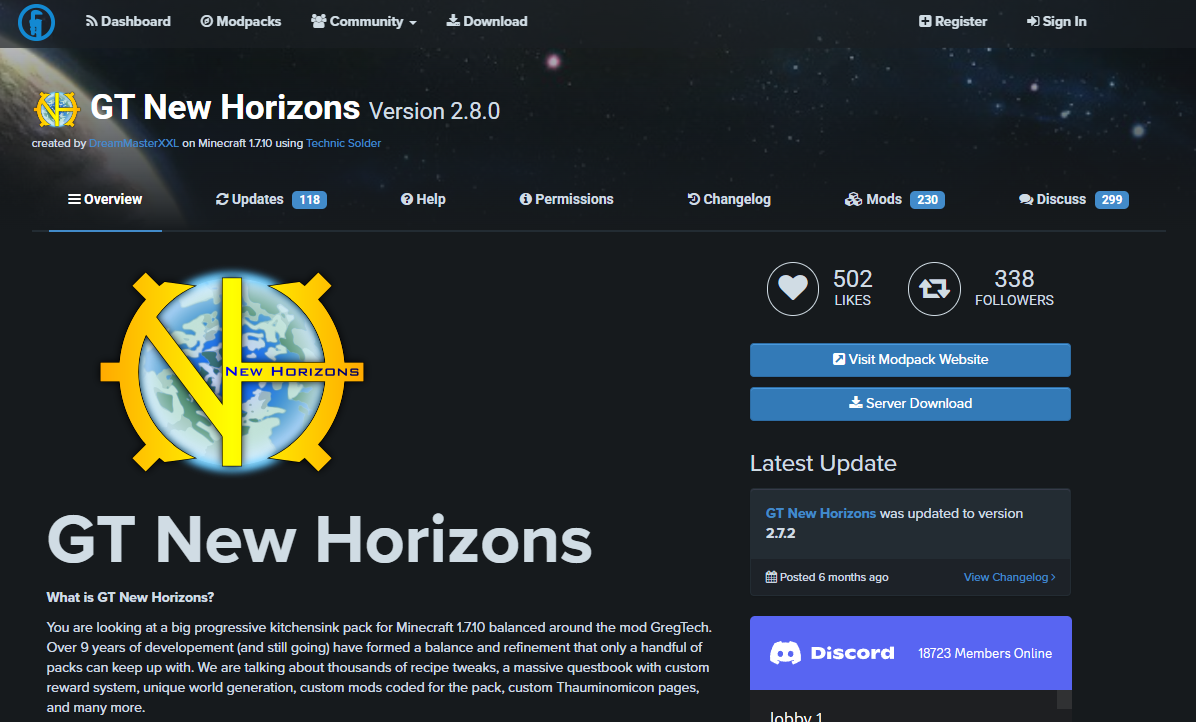 Dashboard Modpacks Community Download Register Sign In
GT New Horizons Version 2.8.0
created by DreamMasterXXL on Minecraft 1.7.10 using Technic Solder
Overview Updates 118 Help Permissions Changelog Mods 230 Discuss 299
New Horizons
502
LIKES
338
FOLLOWERS
Visit Modpack Website
Server Download
Latest Update
GT New Horizons was updated to version
2.7.2
Posted 6 months ago View Changelog
Discord 18723 Members Online
lobby 1
GT New Horizons
What is GT New Horizons?
You are looking at a big progressive kitchensink pack for Minecraft 1.7.10 balanced around the mod GregTech.
Over 9 years of developement (and still going) have formed a balance and refinement that only a handful of
packs can keep up with. We are talking about thousands of recipe tweaks, a massive questbook with custom
reward system, unique world generation, custom mods coded for the pack, custom Thauminomicon pages,
and many more.